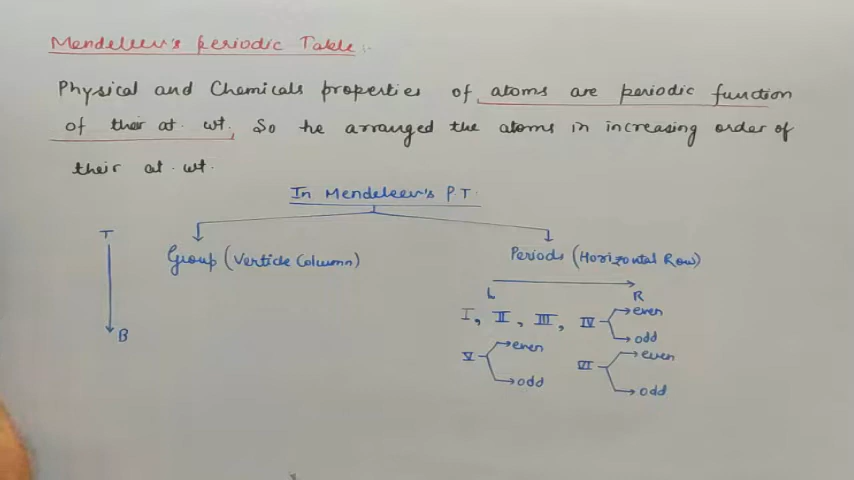 Mendeleev's periodic Table :-
Physical and Chemicals properties of atoms are periodic function
of their at. wt. So he arranged the atoms in increasing order of
their at. wt.
In Mendeleev's P.T.
T
Group (Verticle Column)
Periods (Horizontal Row)
L R
I, II, III, IV even
B
odd
V even
VI even
odd
odd